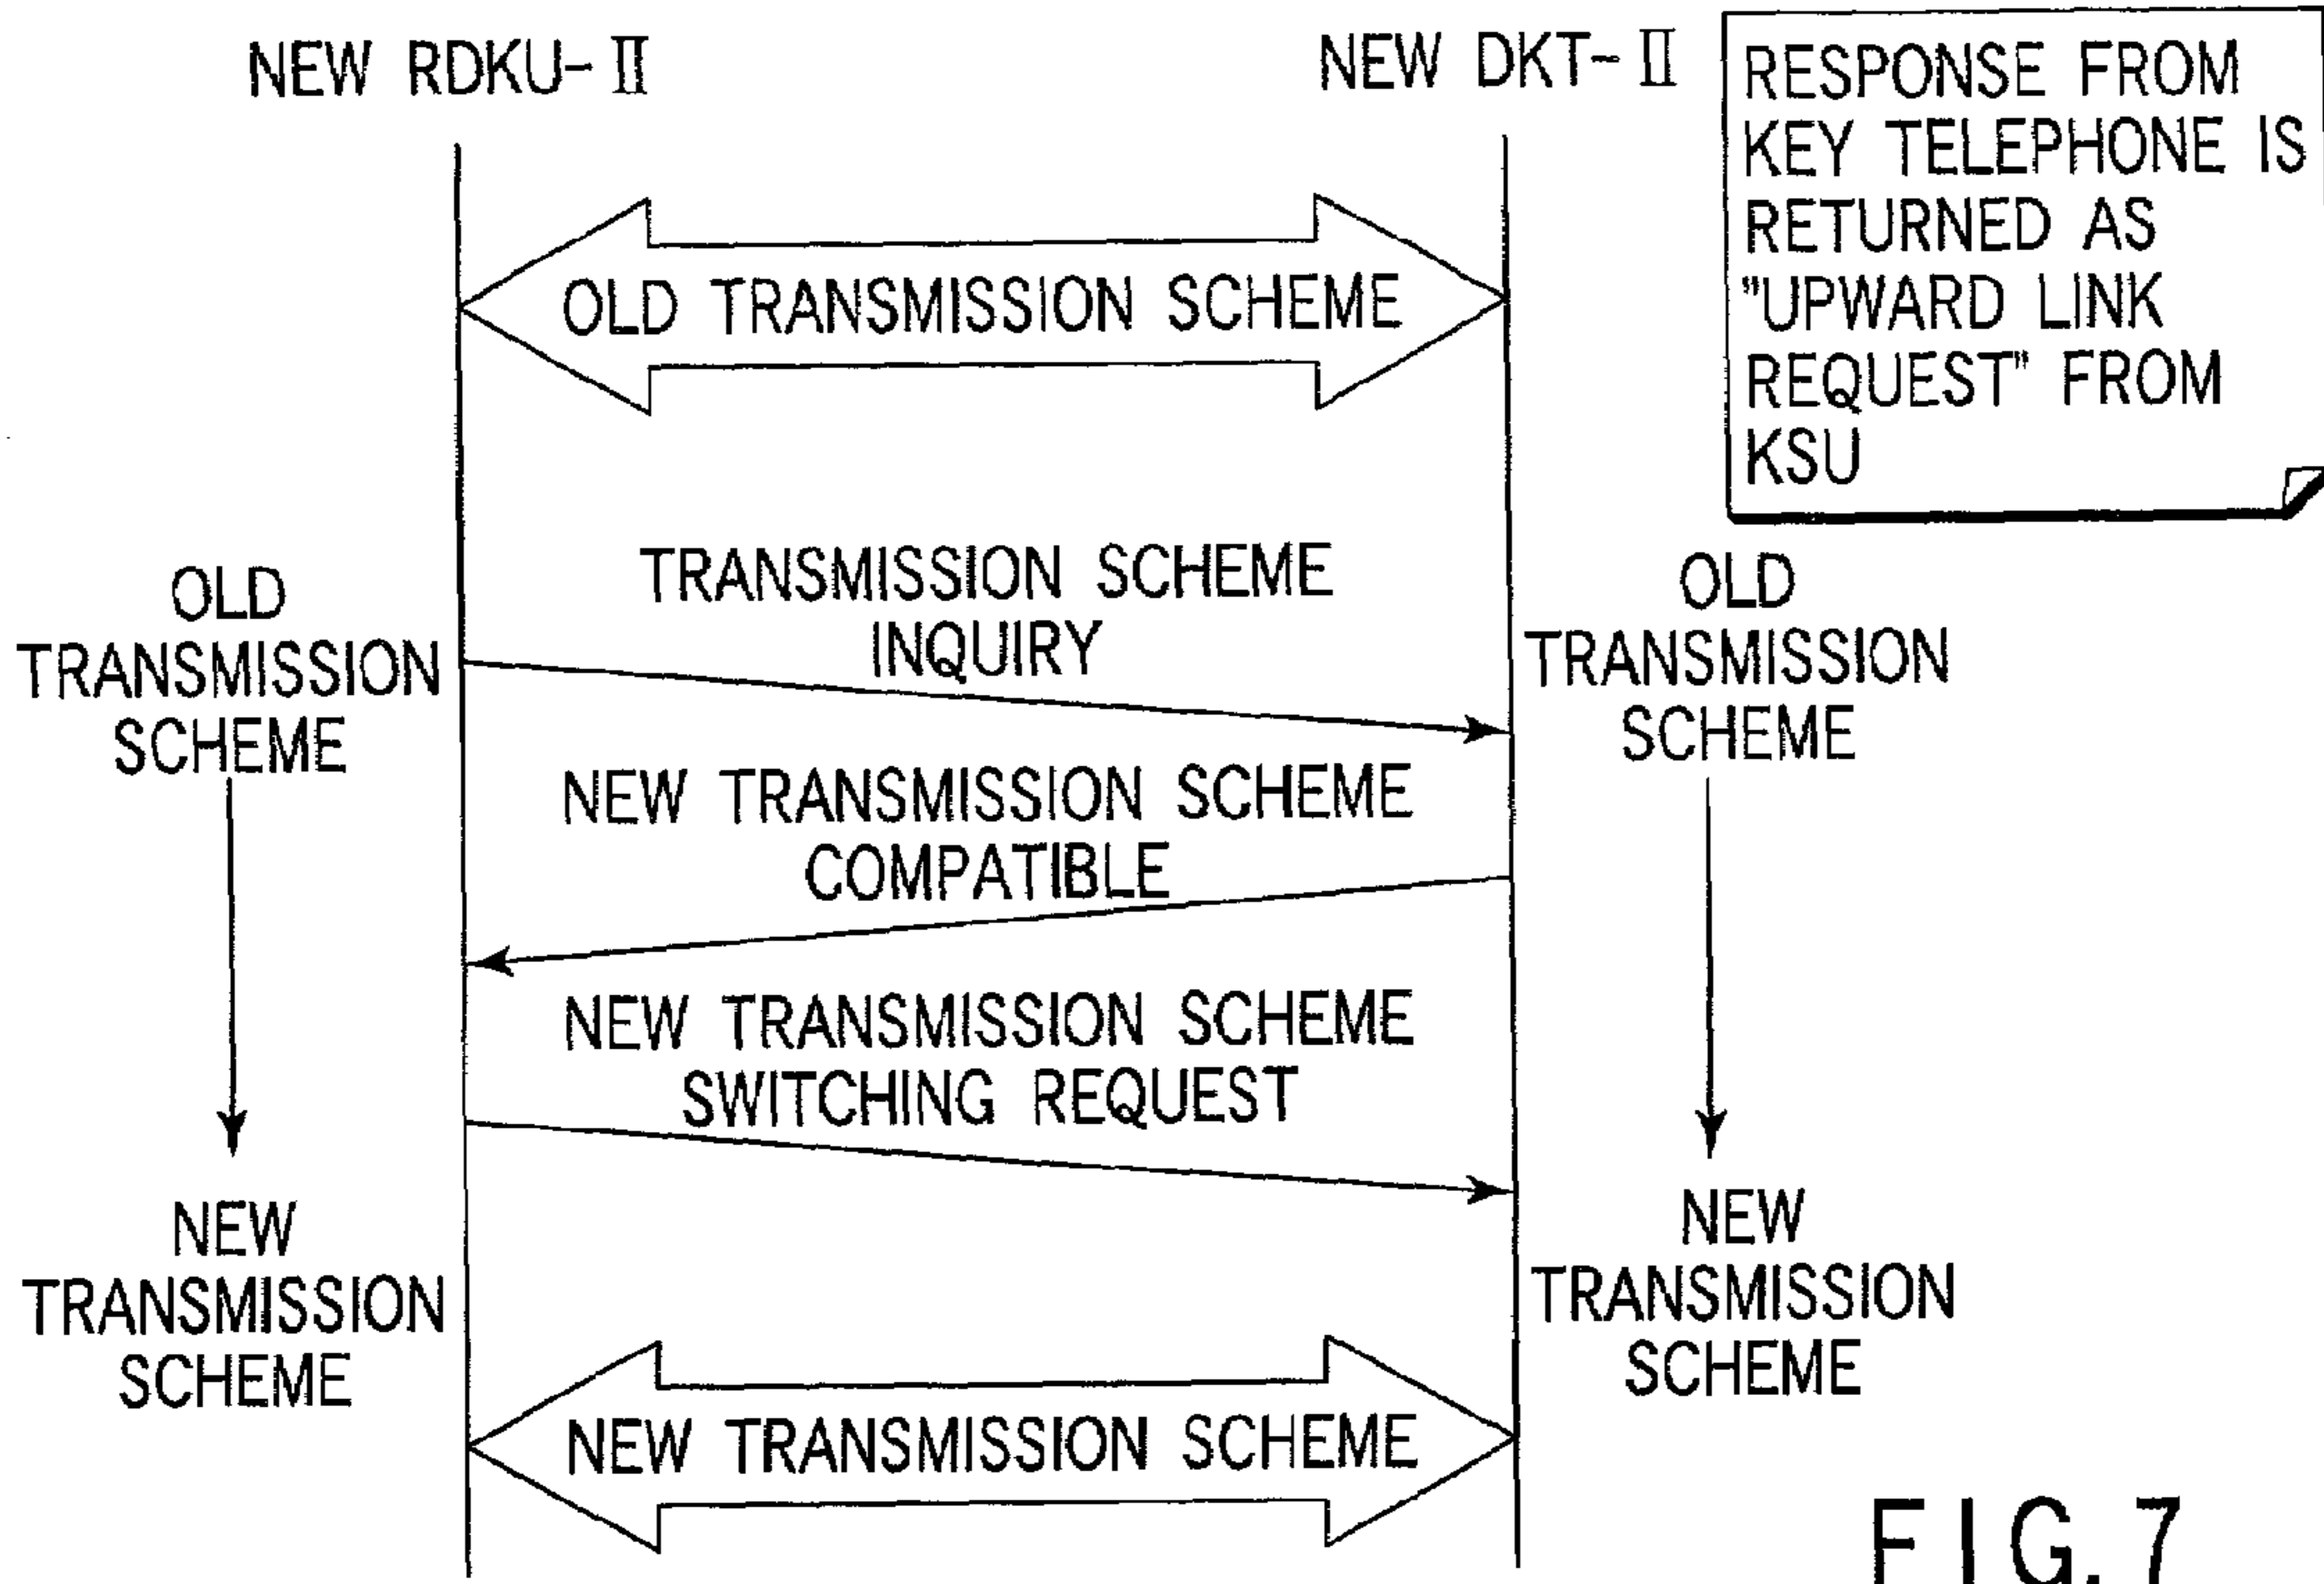 NEW RDKU-II
NEW DKT-II
RESPONSE FROM
KEY TELEPHONE IS
RETURNED AS
"UPWARD LINK
REQUEST" FROM
KSU
OLD TRANSMISSION SCHEME
OLD
TRANSMISSION
SCHEME
TRANSMISSION SCHEME
INQUIRY
OLD
TRANSMISSION
SCHEME
NEW TRANSMISSION SCHEME
COMPATIBLE
NEW TRANSMISSION SCHEME
SWITCHING REQUEST
NEW
TRANSMISSION
SCHEME
NEW
TRANSMISSION
SCHEME
NEW TRANSMISSION SCHEME
FIG. 7